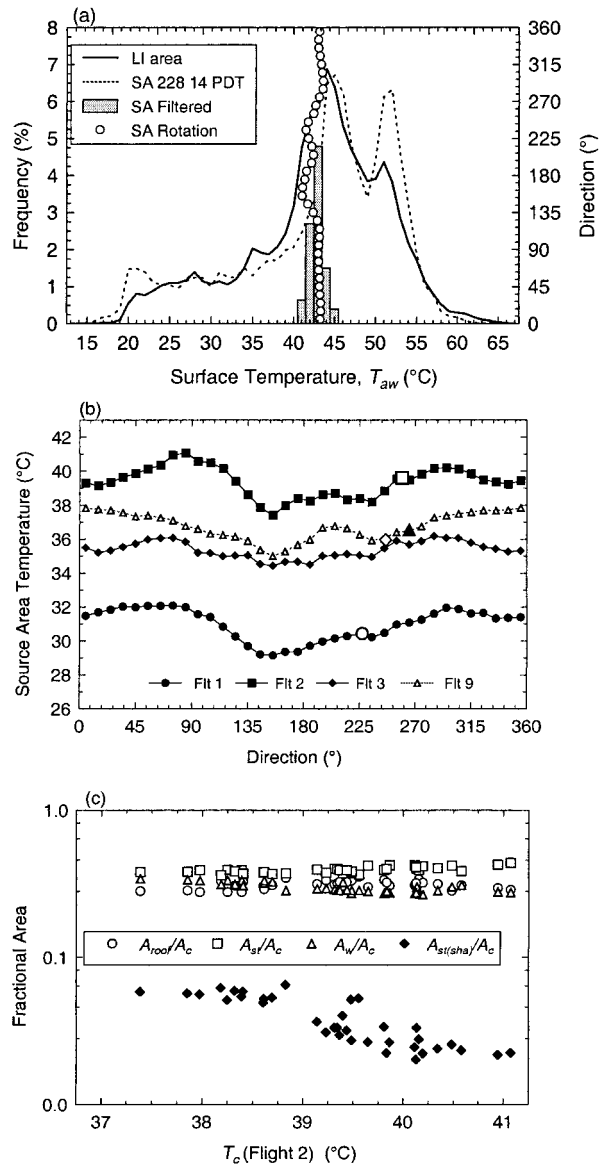 (a)
8
7
6
5
4
3
2
1
0
Frequency (%)
LI area
SA 228 14 PDT
SA Filtered
SA Rotation
360
315
270
225
180
135
90
45
0
Direction (°)
15 20 25 30 35 40 45 50 55 60 65
Surface Temperature, Taw (°C)
(b)
42
40
38
36
34
32
30
28
26
Source Area Temperature (°C)
Flt 1 Flt 2 Flt 3 Flt 9
0 45 90 135 180 225 270 315 360
Direction (°)
(c)
1.0
0.1
0.0
Fractional Area
Aroof/Ac Ast/Ac Aw/Ac Ast(sha)/Ac
37 38 39 40 41
Tc (Flight 2) (°C)